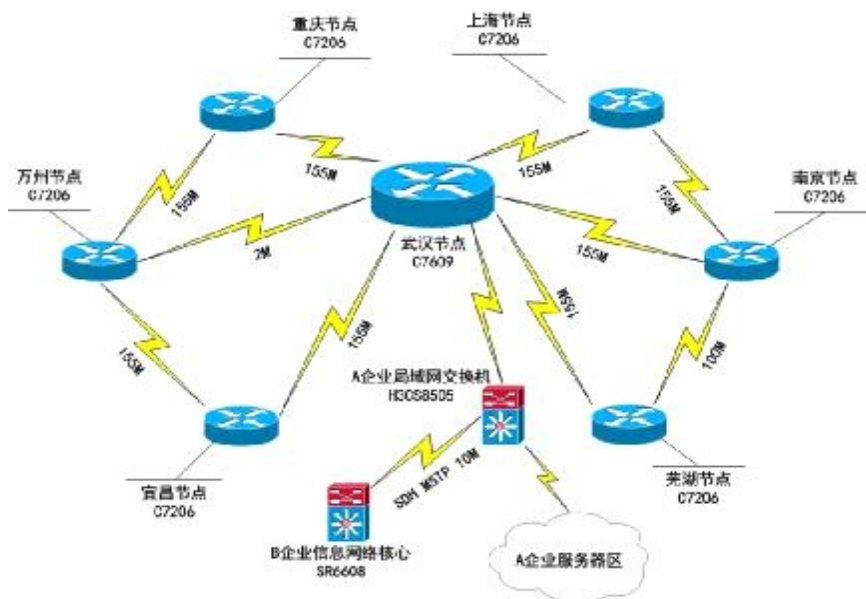 重庆节点
C7206
上海节点
C7206
万州节点
C7206
155M
155M
155M
155M
南京节点
C7206
2M
武汉节点
C7609
155M
155M
155M
155M
100M
A企业局域网交换机
H3CS8505
SDH MSTP 10M
宜昌节点
C7206
芜湖节点
C7206
B企业信息网络核心
SR6608
A企业服务器区